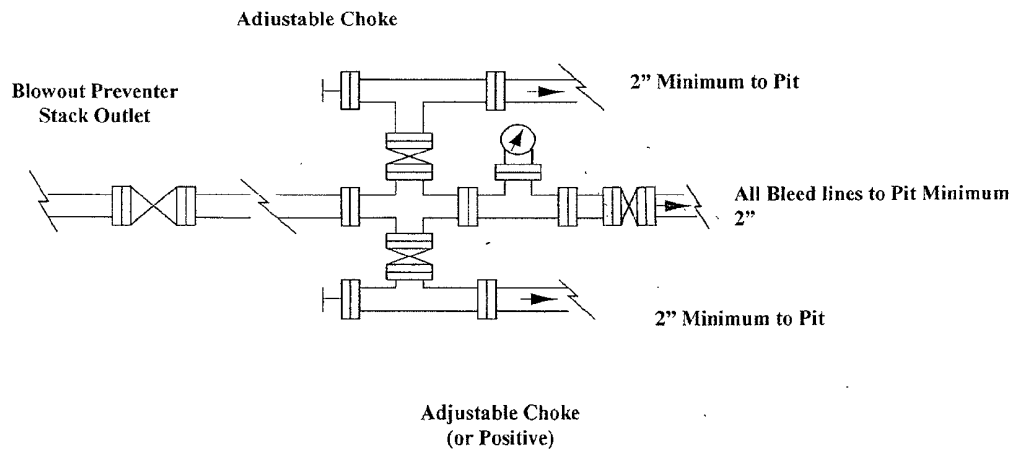 Adjustable Choke
Blowout Preventer
Stack Outlet
2" Minimum to Pit
All Bleed lines to Pit Minimum
2"
2" Minimum to Pit
Adjustable Choke
(or Positive)